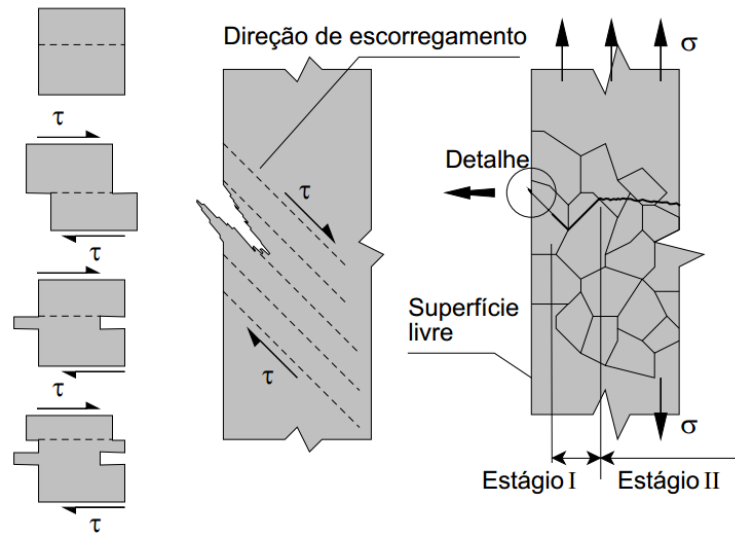 Direção de escorregamento
σ
τ
Detalhe
τ
τ
τ
Superfície
livre
τ
τ
σ
Estágio I
Estágio II
τ